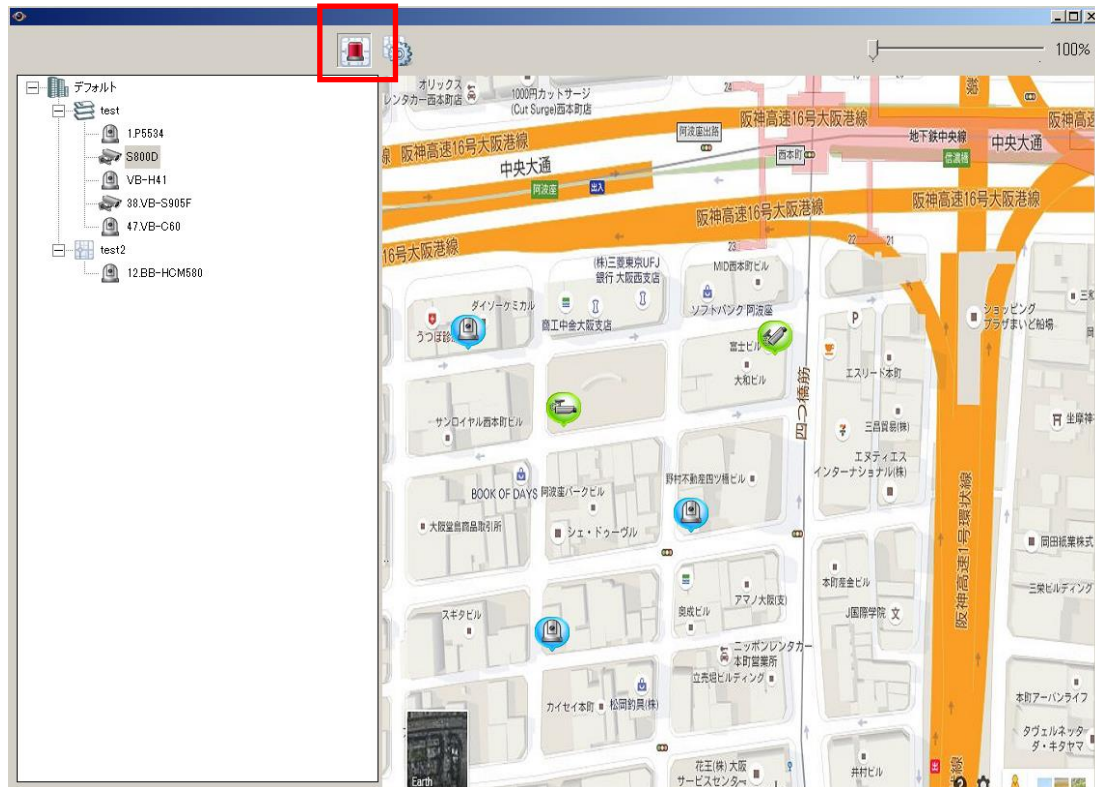 100%
デフォルト
test
1.P5534
S800D
VB-H41
38.VB-S905F
47.VB-C60
test2
12.BB-HCM580
オリックス
レンタカー西本町店
1000円カットサージ
(Cut Surge)西本町店
24
阪神高速16号大阪港線
阪神高速16号大阪港線
阿波座出路
西本町
地下鉄中央線
中央大通
信濃橋
中央大通
阿波座
出入
阪神高速16号大阪港線
阪神高速16号大阪港線
16号大阪港線
23
22
21
(株)三菱東京UFJ
銀行 大阪西支店
MID西本町ビル
ダイソーケミカル
商工中金大阪支店
ソフトバンク 阿波座
ショッピング
プラザまいど船場
P
富士ビル
大和ビル
エスリード本町
四つ橋筋
サンロイヤル西本町ビル
三昌貿易(株)
坐摩神
エヌティエス
インターナショナル(株)
BOOK OF DAYS
阿波座パークビル
野村不動産四ツ橋ビル
大阪堂島商品取引所
シェ・ドゥーヴル
阪神高速1号環状線
岡田紙業株式
本町産金ビル
三栄ビルディング
アマノ大阪(支)
奥成ビル
スギタビル
J国際学院
文
ニッポンレンタカー
本町営業所
立売堀ビルディング
カイセイ本町
松岡釣具(株)
本町アーバンライフ
タヴェルネッタ
ダ・キタヤマ
花王(株)大阪
サービスセンター
井村ビル
出
Earth